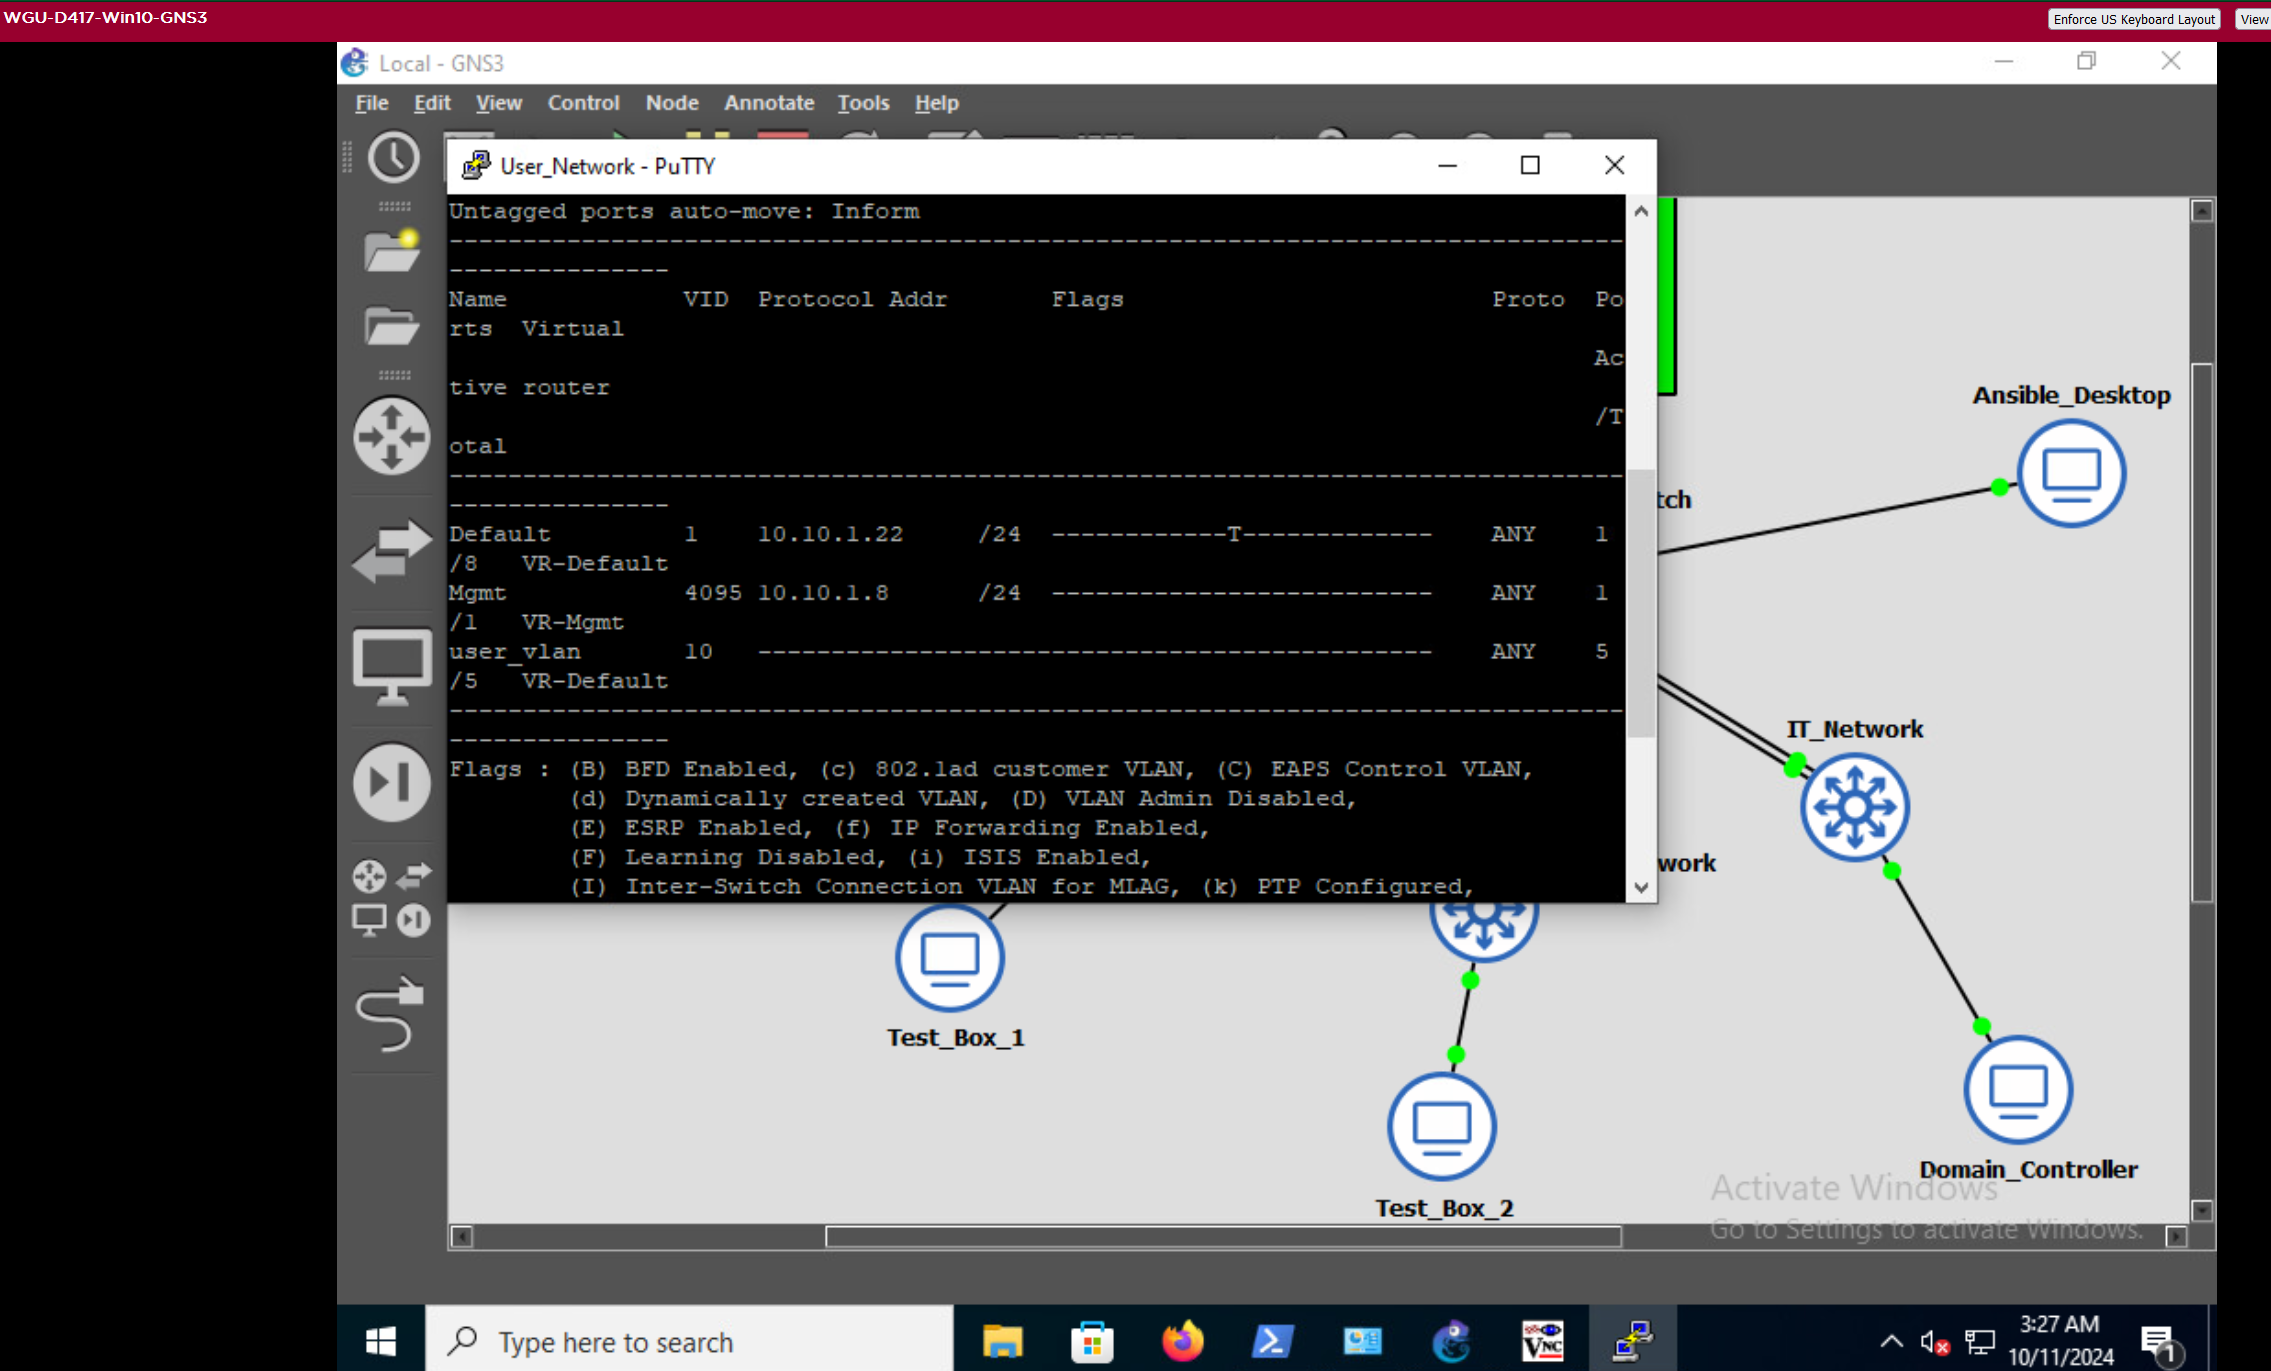 WGU-D417-Win10-GNS3
Enforce US Keyboard Layout
View
Local - GNS3
File Edit View Control Node Annotate Tools Help
User_Network - PuTTY
Untagged ports auto-move: Inform
--------------------------------------------------------------------------------
---------------
Name            VID  Protocol Addr       Flags                         Proto  Po
rts  Virtual
Ac
tive router
/T
otal
--------------------------------------------------------------------------------
---------------
Default         1    10.10.1.22     /24  ------------T-------------    ANY    1
/8   VR-Default
Mgmt            4095 10.10.1.8      /24  --------------------------    ANY    1
/1   VR-Mgmt
user_vlan       10   ----------------------------------------------    ANY    5
/5   VR-Default
--------------------------------------------------------------------------------
---------------
Flags : (B) BFD Enabled, (c) 802.1ad customer VLAN, (C) EAPS Control VLAN,
(d) Dynamically created VLAN, (D) VLAN Admin Disabled,
(E) ESRP Enabled, (f) IP Forwarding Enabled,
(F) Learning Disabled, (i) ISIS Enabled,
(I) Inter-Switch Connection VLAN for MLAG, (k) PTP Configured,
Ansible_Desktop
tch
IT_Network
work
Test_Box_1
Test_Box_2
Domain_Controller
Activate Windows
Go to Settings to activate Windows.
Type here to search
VNC
3:27 AM
10/11/2024
1